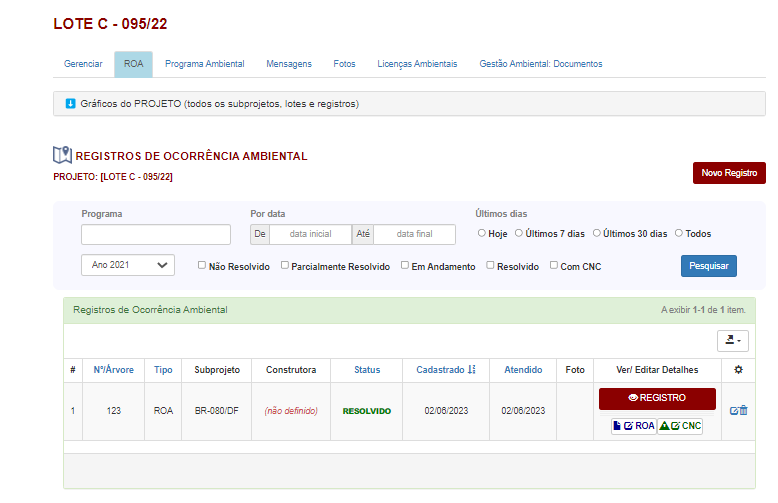 LOTE C - 095/22
Gerenciar ROA Programa Ambiental Mensagens Fotos Licenças Ambientais Gestão Ambiental: Documentos
Gráficos do PROJETO (todos os subprojetos, lotes e registros)
REGISTROS DE OCORRÊNCIA AMBIENTAL
PROJETO: [LOTE C - 095/22]
Novo Registro
Programa Por data Últimos dias
De data inicial Até data final Hoje Últimos 7 dias Últimos 30 dias Todos
Ano 2021 Não Resolvido Parcialmente Resolvido Em Andamento Resolvido Com CNC Pesquisar
Registros de Ocorrência Ambiental A exibir 1-1 de 1 item.
# Nº/Árvore Tipo Subprojeto Construtora Status Cadastrado Atendido Foto Ver/ Editar Detalhes
1 123 ROA BR-080/DF (não definido) RESOLVIDO 02/06/2023 02/06/2023 REGISTRO
ROA CNC